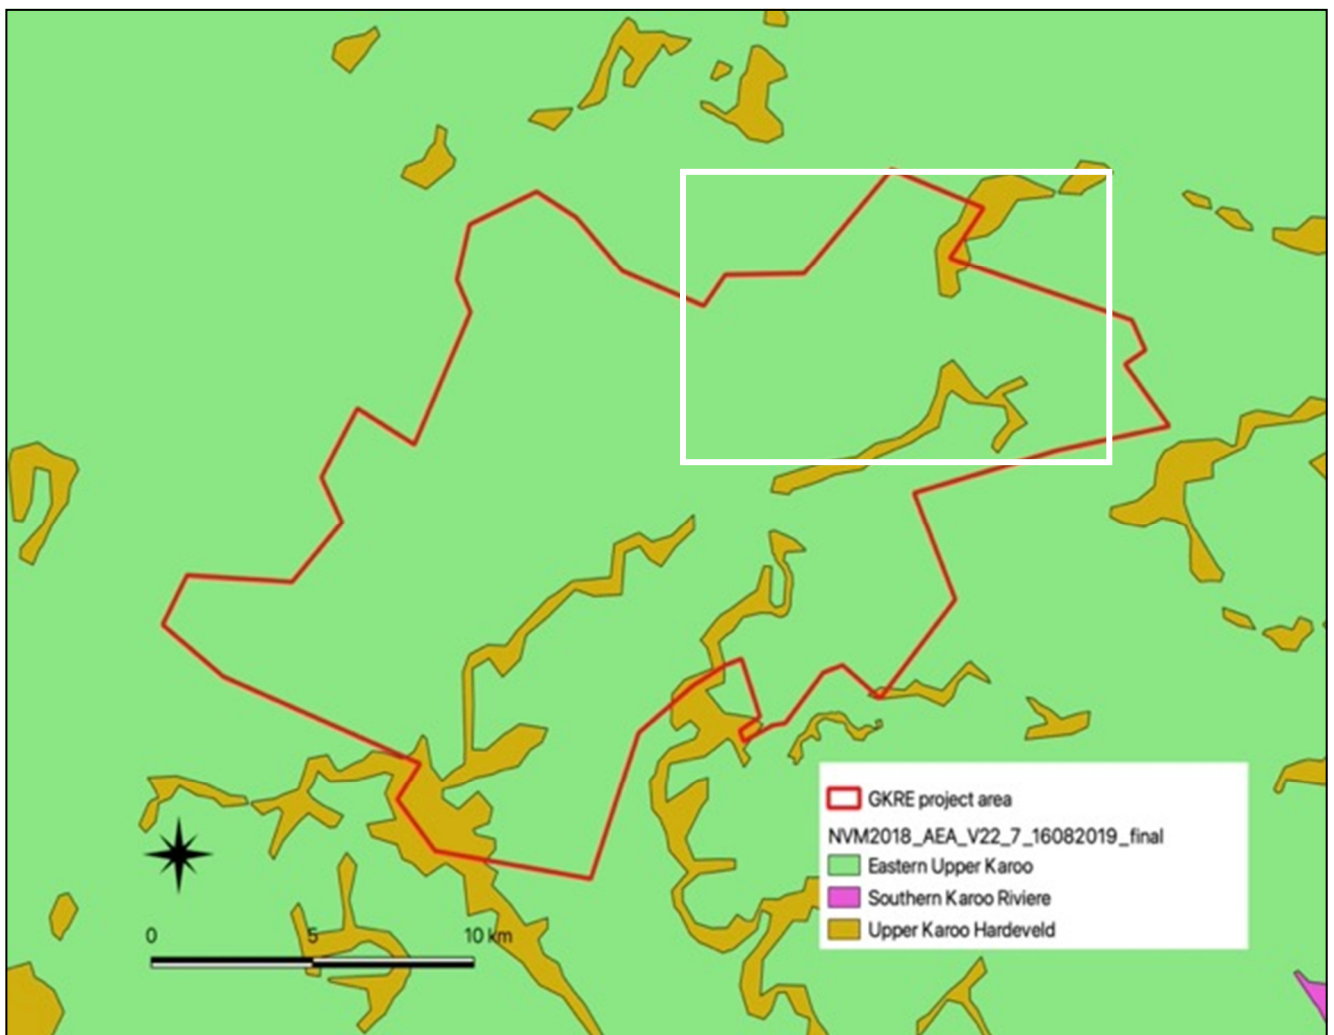 GKRE project area
NVM2018_AEA_V22_7_16082019_final
Eastern Upper Karoo
Southern Karoo Riviere
Upper Karoo Hardeveld
0 5 10 km